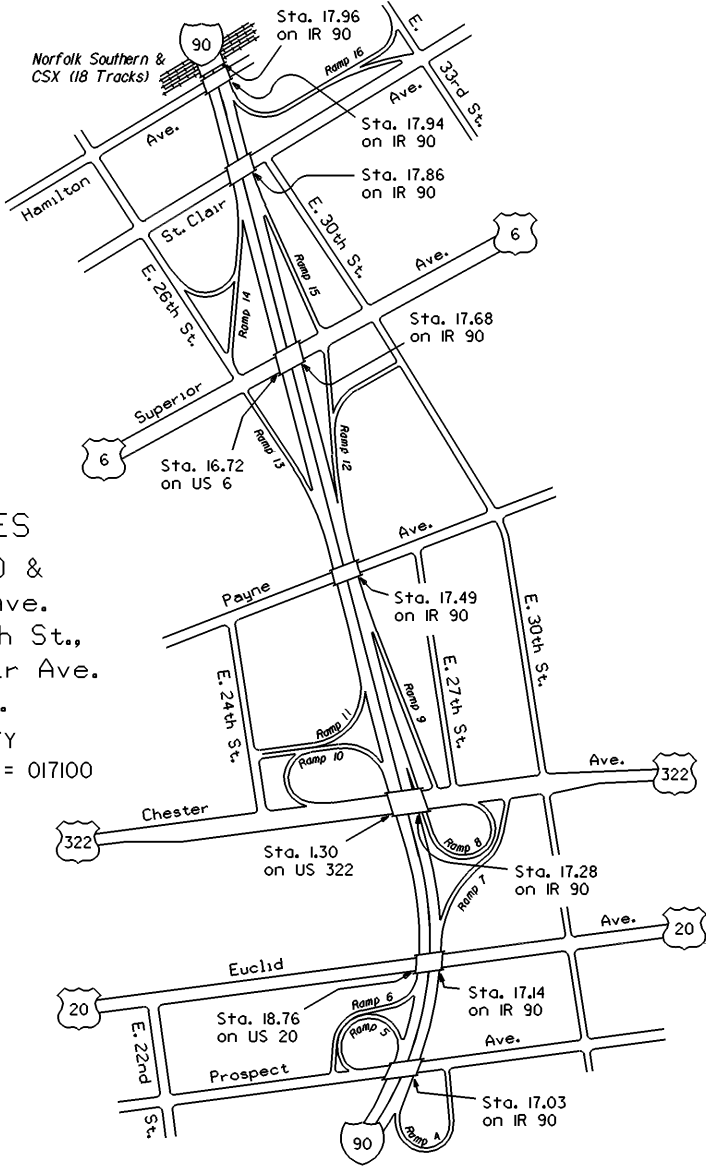 Sta. 17.96
on IR 90
90
Norfolk Southern &
CSX (18 Tracks)
Ramp 16
E.
33rd St.
Ave.
Sta. 17.94
on IR 90
Ave.
Hamilton
Sta. 17.86
on IR 90
St. Clair
E. 30th St.
Ave.
6
E. 26th St.
Ramp 14
Ramp 15
Sta. 17.68
on IR 90
Superior
6
Ramp 13
Ramp 12
Sta. 16.72
on US 6
ES
0 &
ave.
h St.,
ir Ave.
.
TY
= 017100
Ave.
Payne
Sta. 17.49
on IR 90
E. 30th St.
E. 24th St.
E. 27th St.
Ramp 9
Ramp 11
Ramp 10
Ave.
322
Chester
322
Ramp 8
Sta. 1.30
on US 322
Sta. 17.28
on IR 90
Ramp 7
Ave.
20
Euclid
20
Ramp 6
Sta. 17.14
on IR 90
Sta. 18.76
on US 20
Ramp 5
E. 22nd
St.
Ave.
Prospect
Sta. 17.03
on IR 90
Ramp 4
90